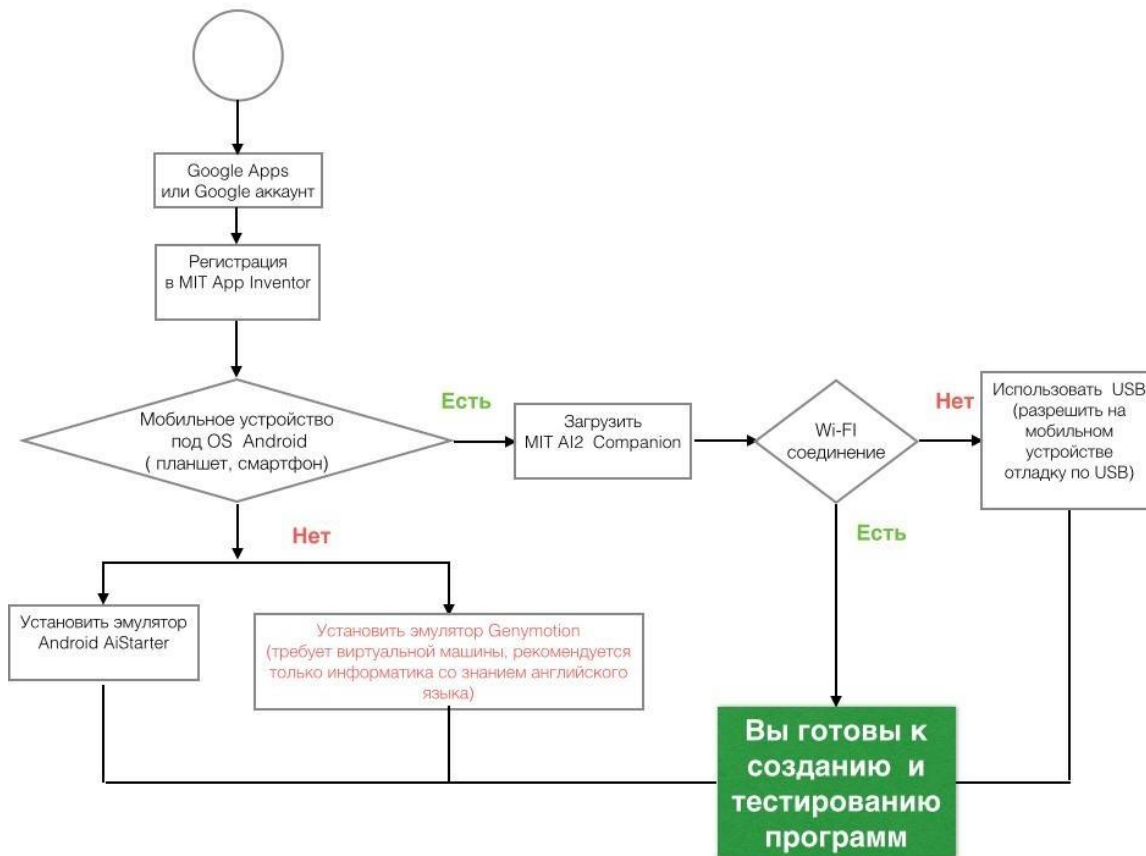 Google Apps
или Google аккаунт
Регистрация
в MIT App Inventor
Мобильное устройство
под OS Android
( планшет, смартфон)
Есть
Загрузить
MIT AI2 Companion
Wi-FI
соединение
Нет
Использовать USB
(разрешить на
мобильном
устройстве
отладку по USB)
Нет
Есть
Установить эмулятор
Android AiStarter
Установить эмулятор Genymotion
(требует виртуальной машины, рекомендуется
только информатика со знанием английского
языка)
Вы готовы к
созданию и
тестированию
программ